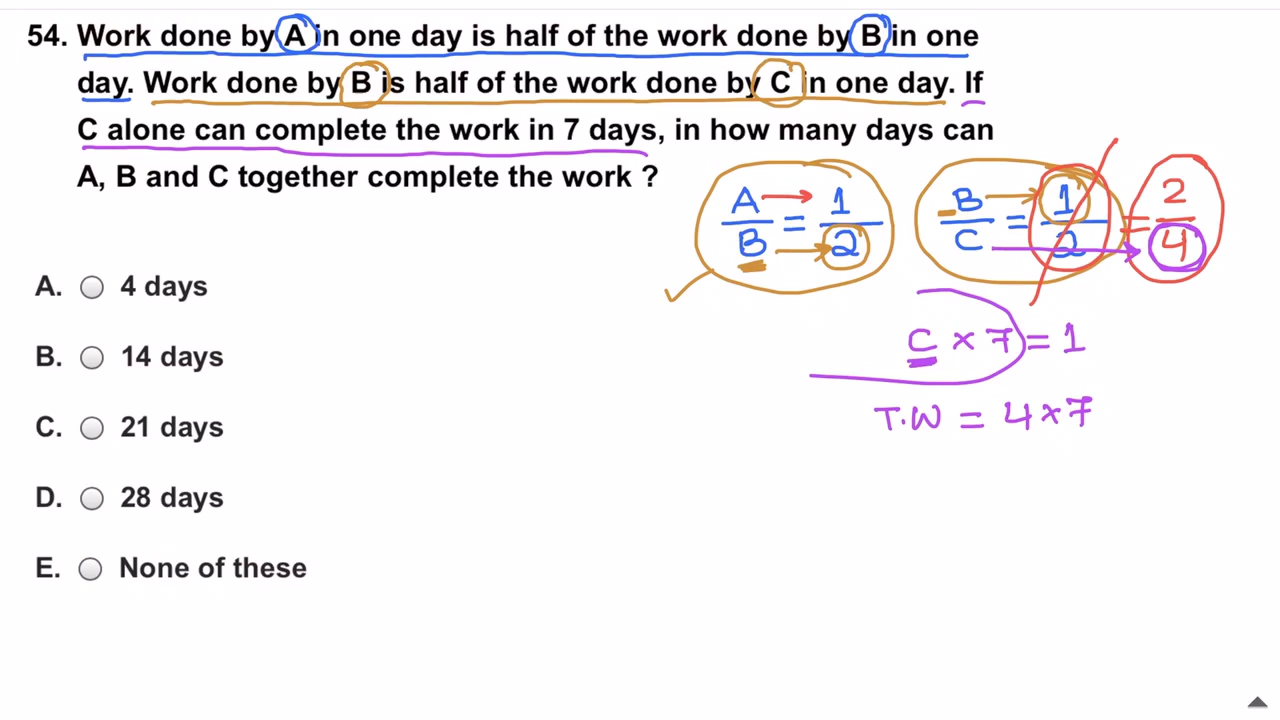 54. Work done by A in one day is half of the work done by B in one
day. Work done by B is half of the work done by C in one day. If
C alone can complete the work in 7 days, in how many days can
A, B and C together complete the work ?
A → 1
B = 2
B → 1
C = 2
= 2
4
C × 7 = 1
T.W = 4×7
A. 4 days
B. 14 days
C. 21 days
D. 28 days
E. None of these